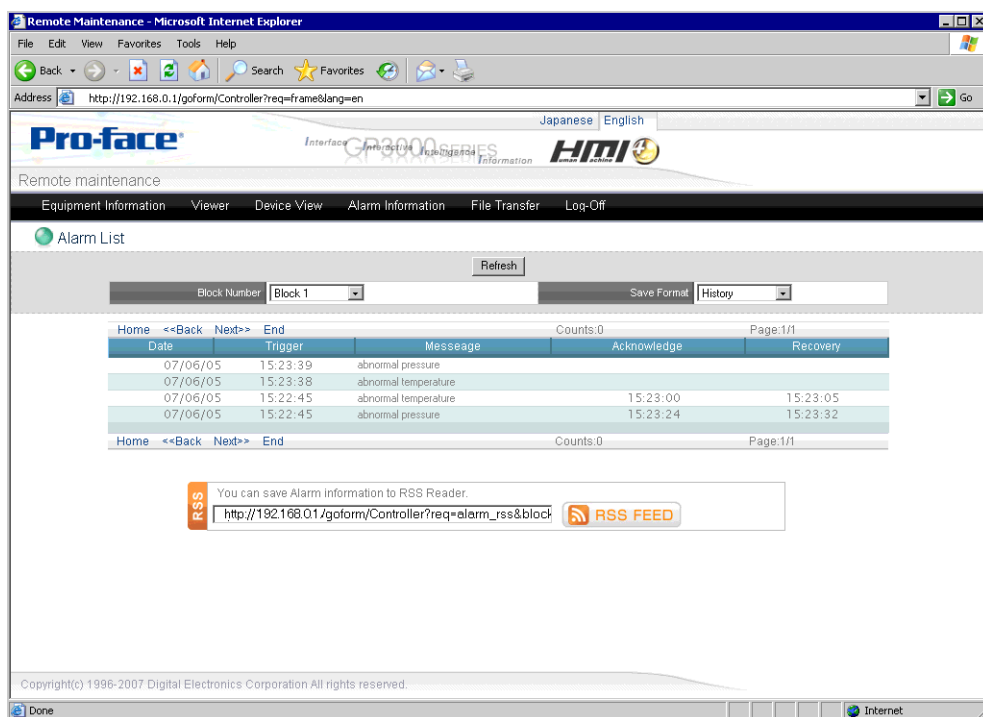 Remote Maintenance - Microsoft Internet Explorer
File Edit View Favorites Tools Help
Back Search Favorites
Address http://192.168.0.1/goform/Controller?req=frame&lang=en Go
Japanese English
Pro-face
Interface Interactive Intelligence Information
GP3000 SERIES
HMI
Human Machine
Remote maintenance
Equipment Information Viewer Device View Alarm Information File Transfer Log-Off
Alarm List
Refresh
Block Number Block 1 Save Format History
Home <<Back Next>> End Counts:0 Page:1/1
Date Trigger Messeage Acknowledge Recovery
07/06/05 15:23:39 abnormal pressure
07/06/05 15:23:38 abnormal temperature
07/06/05 15:22:45 abnormal temperature 15:23:00 15:23:05
07/06/05 15:22:45 abnormal pressure 15:23:24 15:23:32
Home <<Back Next>> End Counts:0 Page:1/1
RSS
You can save Alarm information to RSS Reader.
http://192.168.0.1/goform/Controller?req=alarm_rss&block
RSS FEED
Copyright(c) 1996-2007 Digital Electronics Corporation All rights reserved.
Done Internet